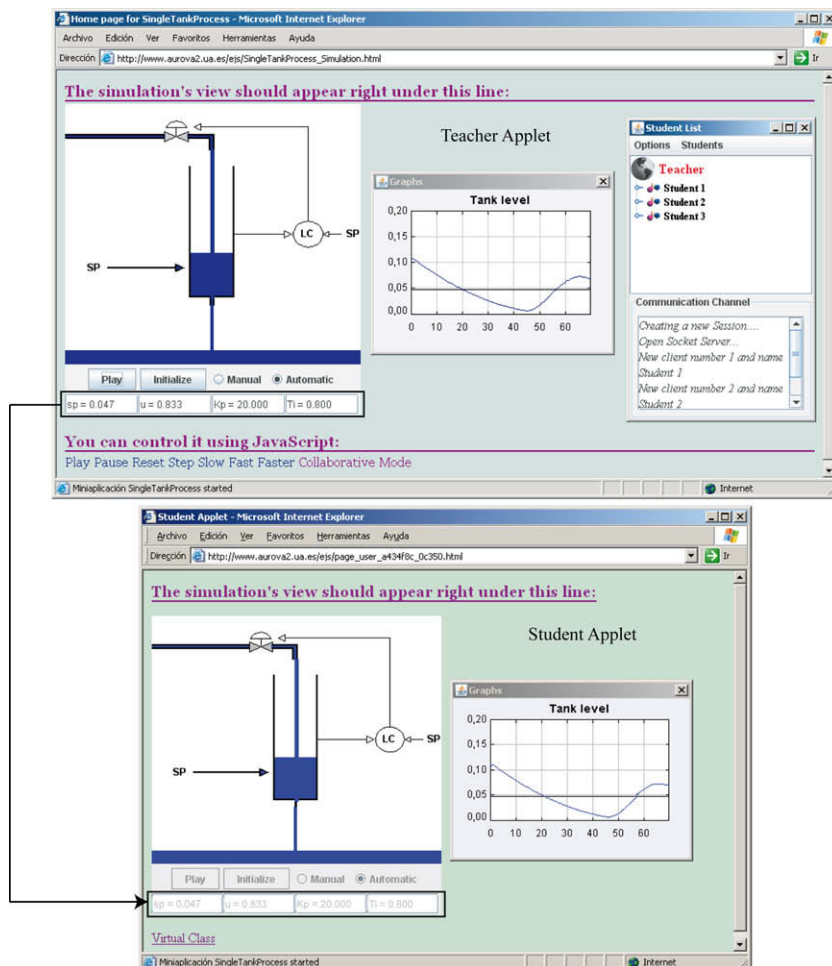 Home page for SingleTankProcess - Microsoft Internet Explorer
Archivo Edición Ver Favoritos Herramientas Ayuda
Dirección http://www.aurova2.ua.es/ejs/SingleTankProcess_Simulation.html Ir
The simulation's view should appear right under this line:
Teacher Applet
LC
SP
SP
Play Initialize Manual Automatic
sp = 0.047 u = 0.833 Kp = 20.000 Ti = 0.800
Graphs
Tank level
0,20
0,15
0,10
0,05
0,00
0 10 20 30 40 50 60
Student List
Options Students
Teacher
Student 1
Student 2
Student 3
Communication Channel
Creating a new Session....
Open Socket Server...
New client number 1 and name
Student 1
New client number 2 and name
Student 2
You can control it using JavaScript:
Play Pause Reset Step Slow Fast Faster Collaborative Mode
Miniaplicación SingleTankProcess started Internet
Student Applet - Microsoft Internet Explorer
Archivo Edición Ver Favoritos Herramientas Ayuda
Dirección http://www.aurova2.ua.es/ejs/page_user_a434f8c_0c350.html Ir
The simulation's view should appear right under this line:
Student Applet
LC
SP
SP
Play Initialize Manual Automatic
sp = 0.047 u = 0.833 Kp = 20.000 Ti = 0.800
Graphs
Tank level
0,20
0,15
0,10
0,05
0,00
0 10 20 30 40 50 60
Virtual Class
Miniaplicación SingleTankProcess started Internet